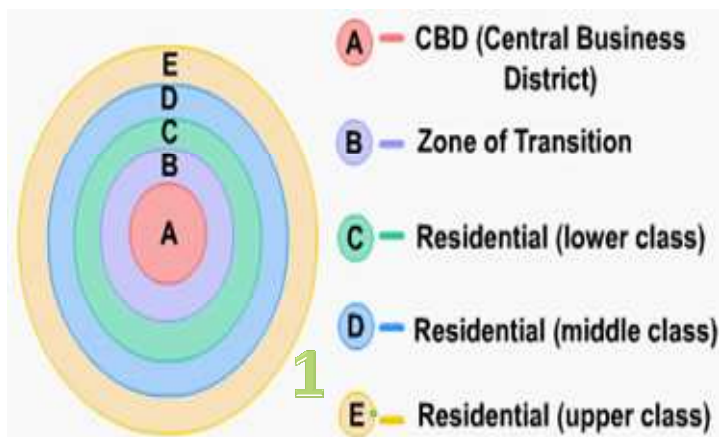 E
D
C
B
A
1
A CBD (Central Business
District)
B Zone of Transition
C Residential (lower class)
D Residential (middle class)
E Residential (upper class)